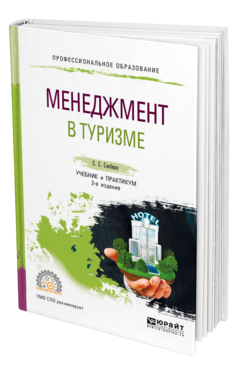 ПРОФЕССИОНАЛЬНОЕ ОБРАЗОВАНИЕ
МЕНЕДЖМЕНТ
В ТУРИЗМЕ
С. С. Скобкин
УЧЕБНИК и ПРАКТИКУМ
2-е издание
HOTEL
УМО СПО рекомендует
юрайт